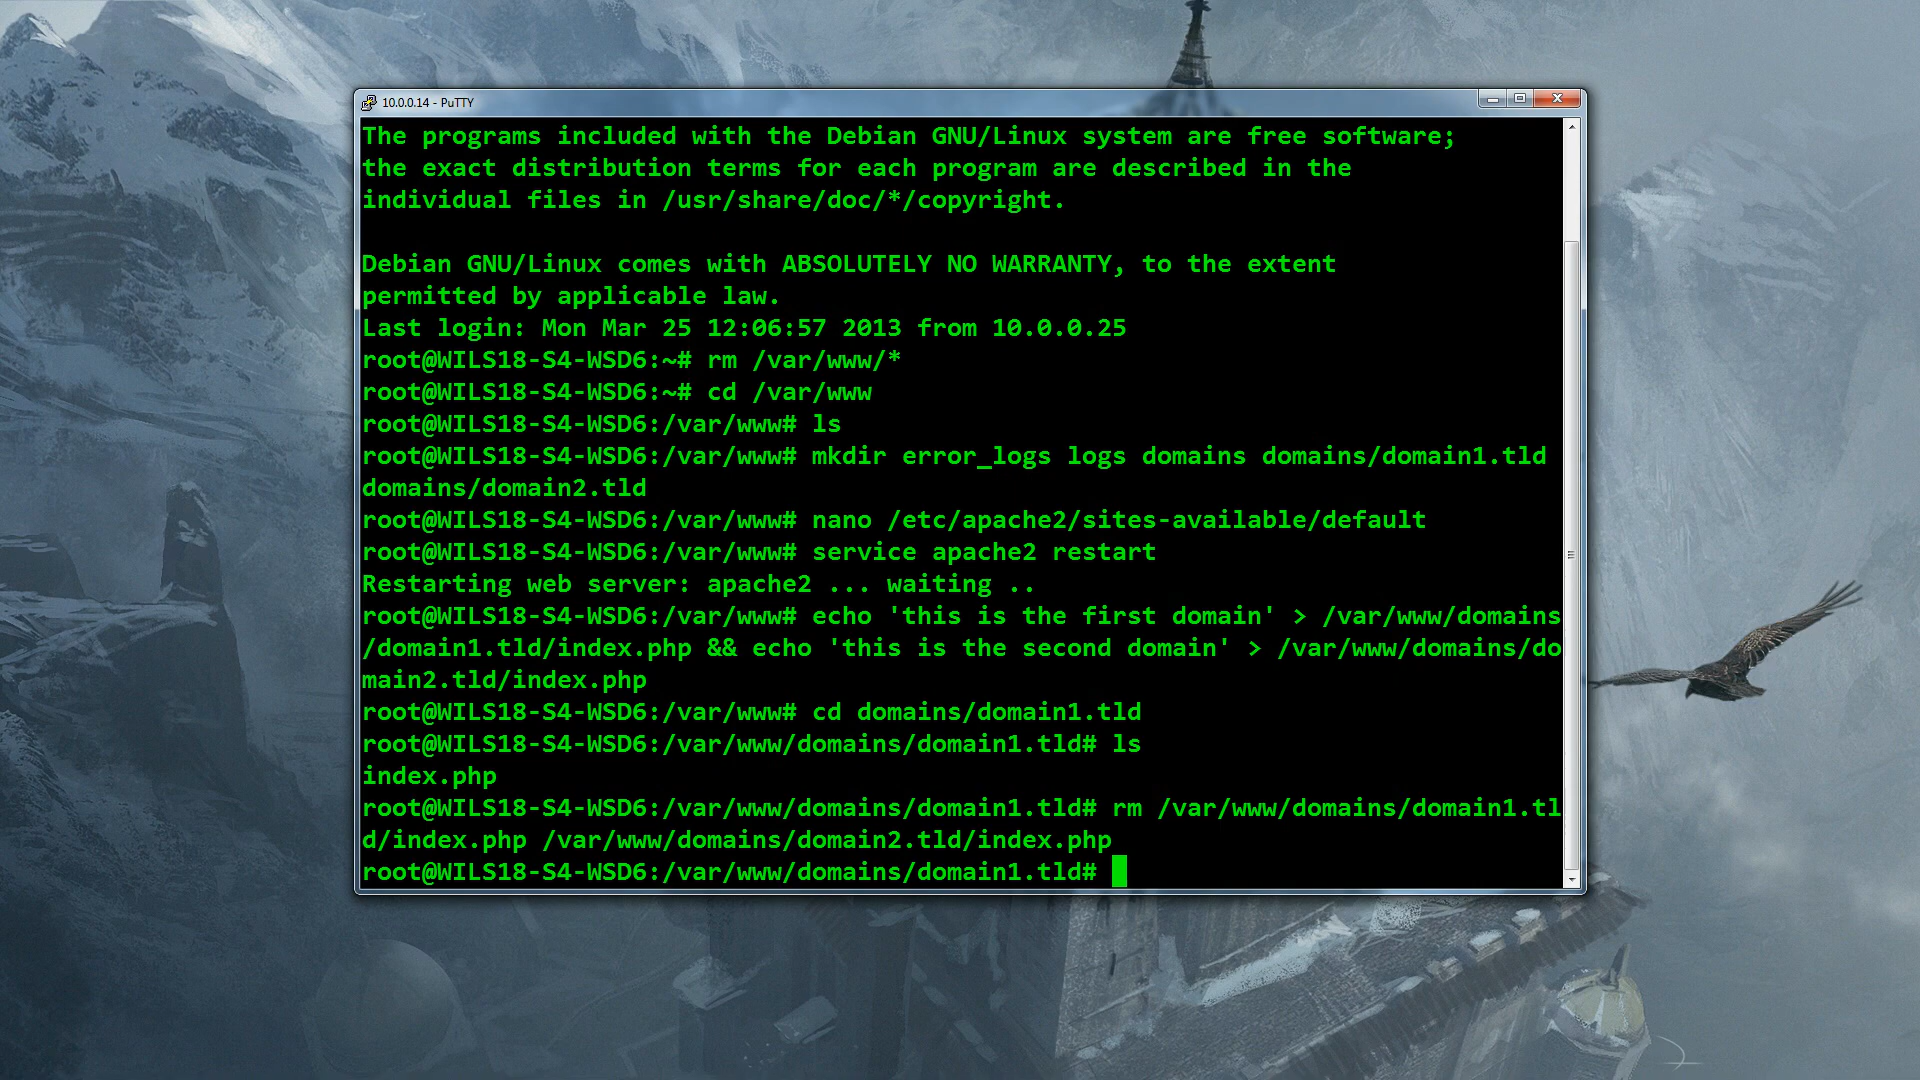 10.0.0.14 - PuTTY
The programs included with the Debian GNU/Linux system are free software;
the exact distribution terms for each program are described in the
individual files in /usr/share/doc/*/copyright.
Debian GNU/Linux comes with ABSOLUTELY NO WARRANTY, to the extent
permitted by applicable law.
Last login: Mon Mar 25 12:06:57 2013 from 10.0.0.25
root@WILS18-S4-WSD6:~# rm /var/www/*
root@WILS18-S4-WSD6:~# cd /var/www
root@WILS18-S4-WSD6:/var/www# ls
root@WILS18-S4-WSD6:/var/www# mkdir error_logs logs domains domains/domain1.tld
domains/domain2.tld
root@WILS18-S4-WSD6:/var/www# nano /etc/apache2/sites-available/default
root@WILS18-S4-WSD6:/var/www# service apache2 restart
Restarting web server: apache2 ... waiting ..
root@WILS18-S4-WSD6:/var/www# echo 'this is the first domain' > /var/www/domains
/domain1.tld/index.php && echo 'this is the second domain' > /var/www/domains/do
main2.tld/index.php
root@WILS18-S4-WSD6:/var/www# cd domains/domain1.tld
root@WILS18-S4-WSD6:/var/www/domains/domain1.tld# ls
index.php
root@WILS18-S4-WSD6:/var/www/domains/domain1.tld# rm /var/www/domains/domain1.tl
d/index.php /var/www/domains/domain2.tld/index.php
root@WILS18-S4-WSD6:/var/www/domains/domain1.tld#